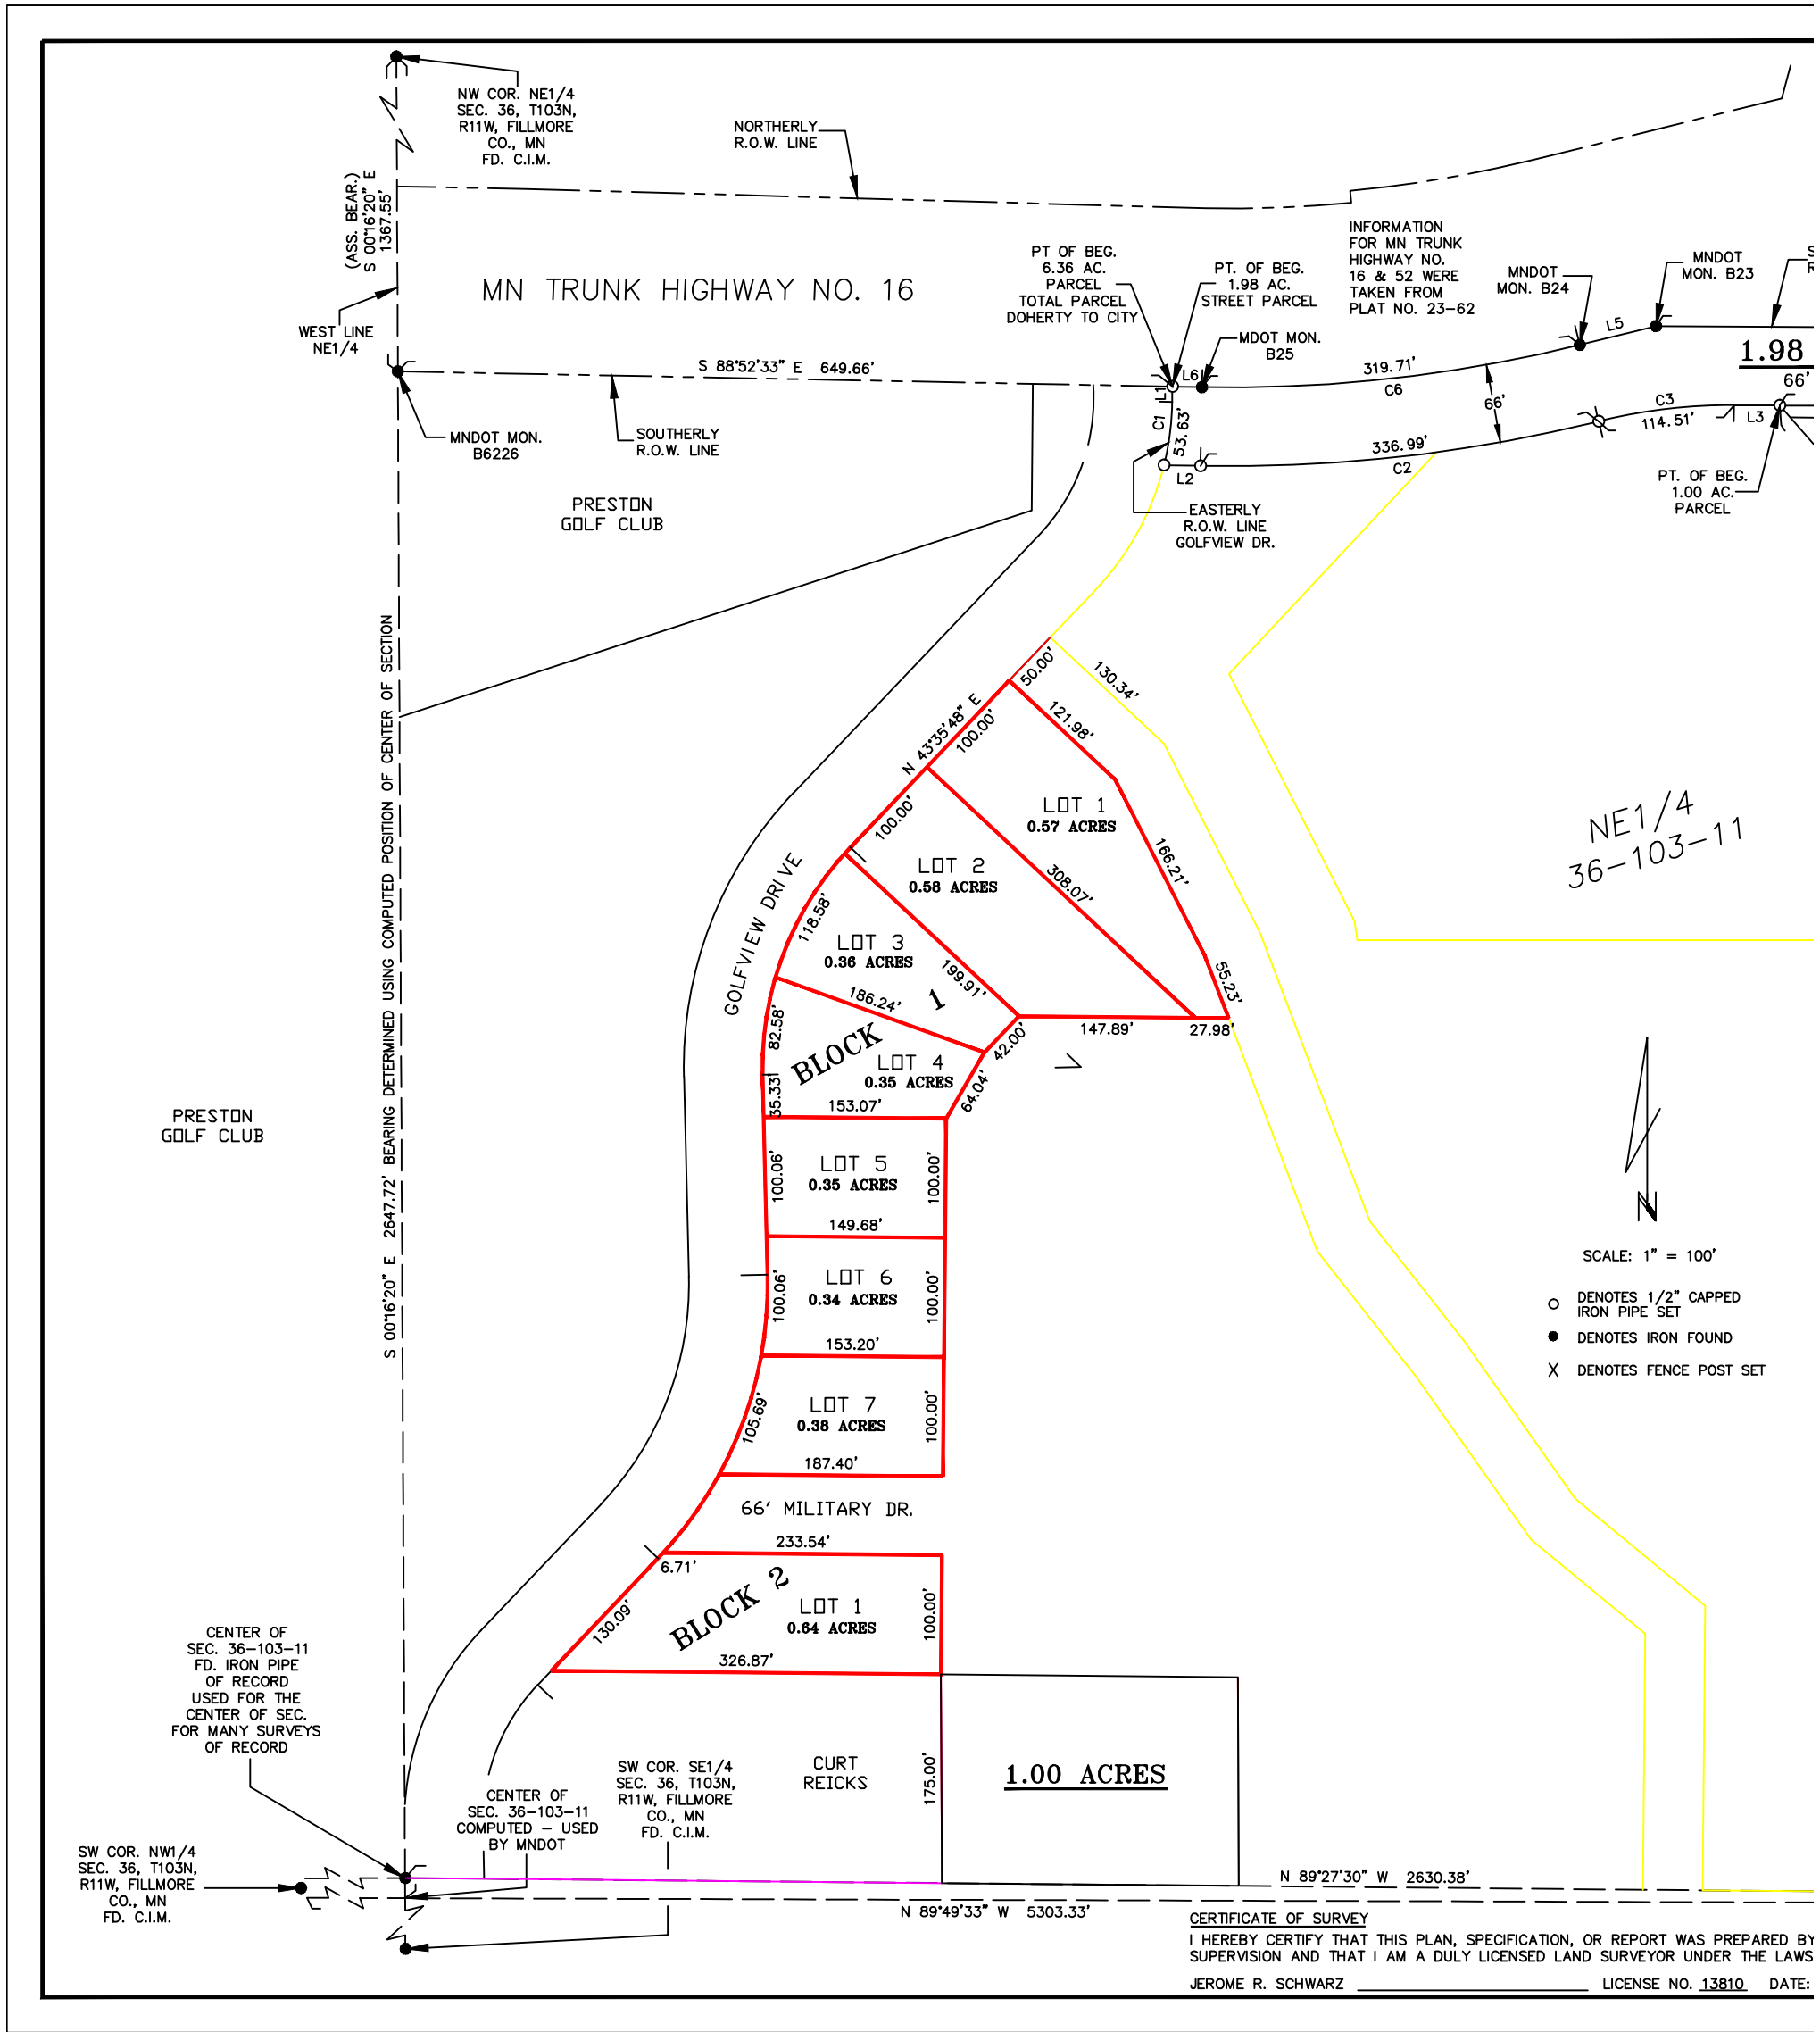 NW COR. NE1/4
SEC. 36, T103N,
R11W, FILLMORE
CO., MN
FD. C.I.M.
NORTHERLY
R.O.W. LINE
(ASS. BEAR.)
S 00°16'20" E
1367.55'
WEST LINE
NE1/4
MN TRUNK HIGHWAY NO. 16
PT OF BEG.
6.36 AC.
PARCEL
TOTAL PARCEL
DOHERTY TO CITY
PT. OF BEG.
1.98 AC.
STREET PARCEL
INFORMATION
FOR MN TRUNK
HIGHWAY NO.
16 & 52 WERE
TAKEN FROM
PLAT NO. 23-62
MNDOT
MON. B24
MNDOT
MON. B23
S
R
L5
1.98
66'
MDOT MON.
B25
S 88°52'33" E 649.66'
L6
L1
319.71'
C6
66'
C1
53.63'
C3
114.51'
L3
336.99'
C2
L2
MNDOT MON.
B6226
SOUTHERLY
R.O.W. LINE
PT. OF BEG.
1.00 AC.
PARCEL
EASTERLY
R.O.W. LINE
GOLFVIEW DR.
PRESTON
GOLF CLUB
S 00°16'20" E 2647.72' BEARING DETERMINED USING COMPUTED POSITION OF CENTER OF SECTION
50.00'
130.34'
N 43°35'48" E
100.00'
121.98'
LOT 1
0.57 ACRES
166.21'
NE1/4
36-103-11
100.00'
LOT 2
0.58 ACRES
308.07'
GOLFVIEW DRIVE
118.58'
LOT 3
0.36 ACRES
199.91'
55.23'
186.24'
BLOCK 1
82.58'
42.00'
147.89'
27.98'
LOT 4
0.35 ACRES
35.33'
64.04'
153.07'
PRESTON
GOLF CLUB
100.06'
LOT 5
0.35 ACRES
100.00'
149.68'
100.06'
LOT 6
0.34 ACRES
100.00'
153.20'
N
SCALE: 1" = 100'
DENOTES 1/2" CAPPED
IRON PIPE SET
DENOTES IRON FOUND
X DENOTES FENCE POST SET
105.69'
LOT 7
0.38 ACRES
100.00'
187.40'
66' MILITARY DR.
233.54'
6.71'
BLOCK 2
130.09'
LOT 1
0.64 ACRES
100.00'
326.87'
CENTER OF
SEC. 36-103-11
FD. IRON PIPE
OF RECORD
USED FOR THE
CENTER OF SEC.
FOR MANY SURVEYS
OF RECORD
CURT
REICKS
175.00'
1.00 ACRES
SW COR. SE1/4
SEC. 36, T103N,
R11W, FILLMORE
CO., MN
FD. C.I.M.
CENTER OF
SEC. 36-103-11
COMPUTED - USED
BY MNDOT
SW COR. NW1/4
SEC. 36, T103N,
R11W, FILLMORE
CO., MN
FD. C.I.M.
N 89°27'30" W 2630.38'
N 89°49'33" W 5303.33'
CERTIFICATE OF SURVEY
I HEREBY CERTIFY THAT THIS PLAN, SPECIFICATION, OR REPORT WAS PREPARED BY
SUPERVISION AND THAT I AM A DULY LICENSED LAND SURVEYOR UNDER THE LAWS
JEROME R. SCHWARZ LICENSE NO. 13810 DATE: